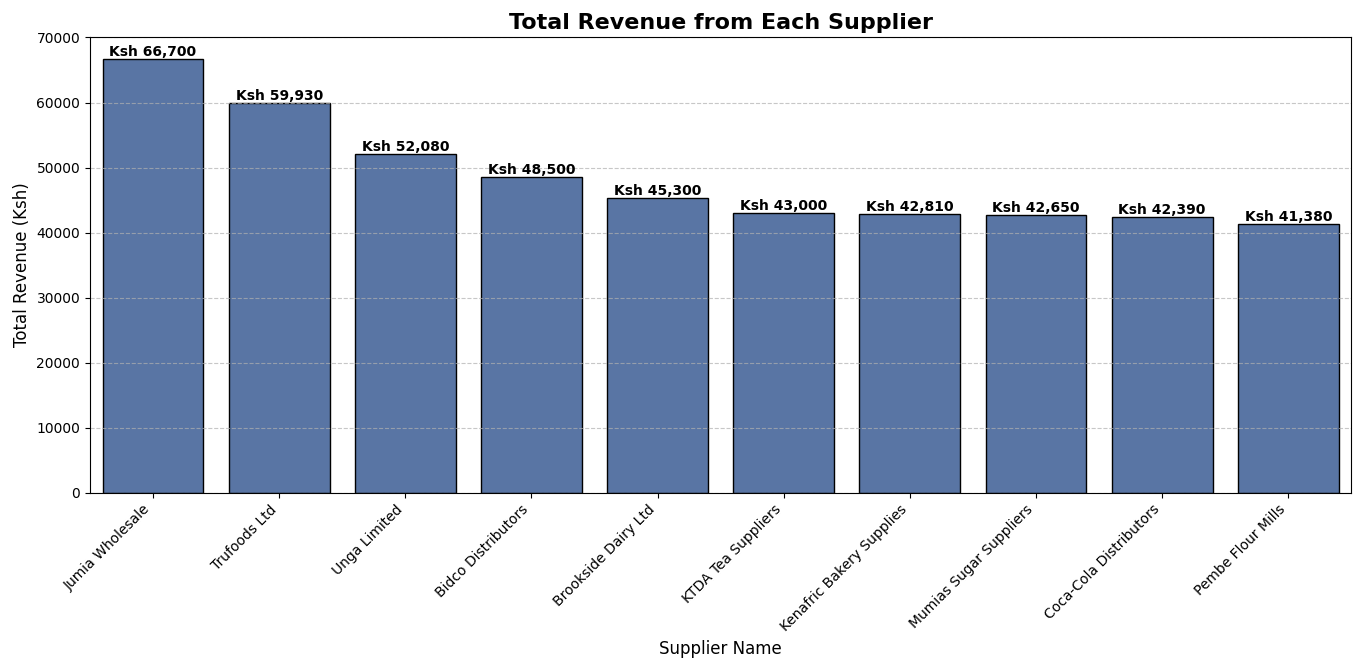 Total Revenue from Each Supplier
Total Revenue (Ksh)
70000
60000
50000
40000
30000
20000
10000
0
Ksh 66,700
Ksh 59,930
Ksh 52,080
Ksh 48,500
Ksh 45,300
Ksh 43,000
Ksh 42,810
Ksh 42,650
Ksh 42,390
Ksh 41,380
Jumia Wholesale
Trufoods Ltd
Unga Limited
Bidco Distributors
Brookside Dairy Ltd
KTDA Tea Suppliers
Kenafric Bakery Supplies
Mumias Sugar Suppliers
Coca-Cola Distributors
Pembe Flour Mills
Supplier Name